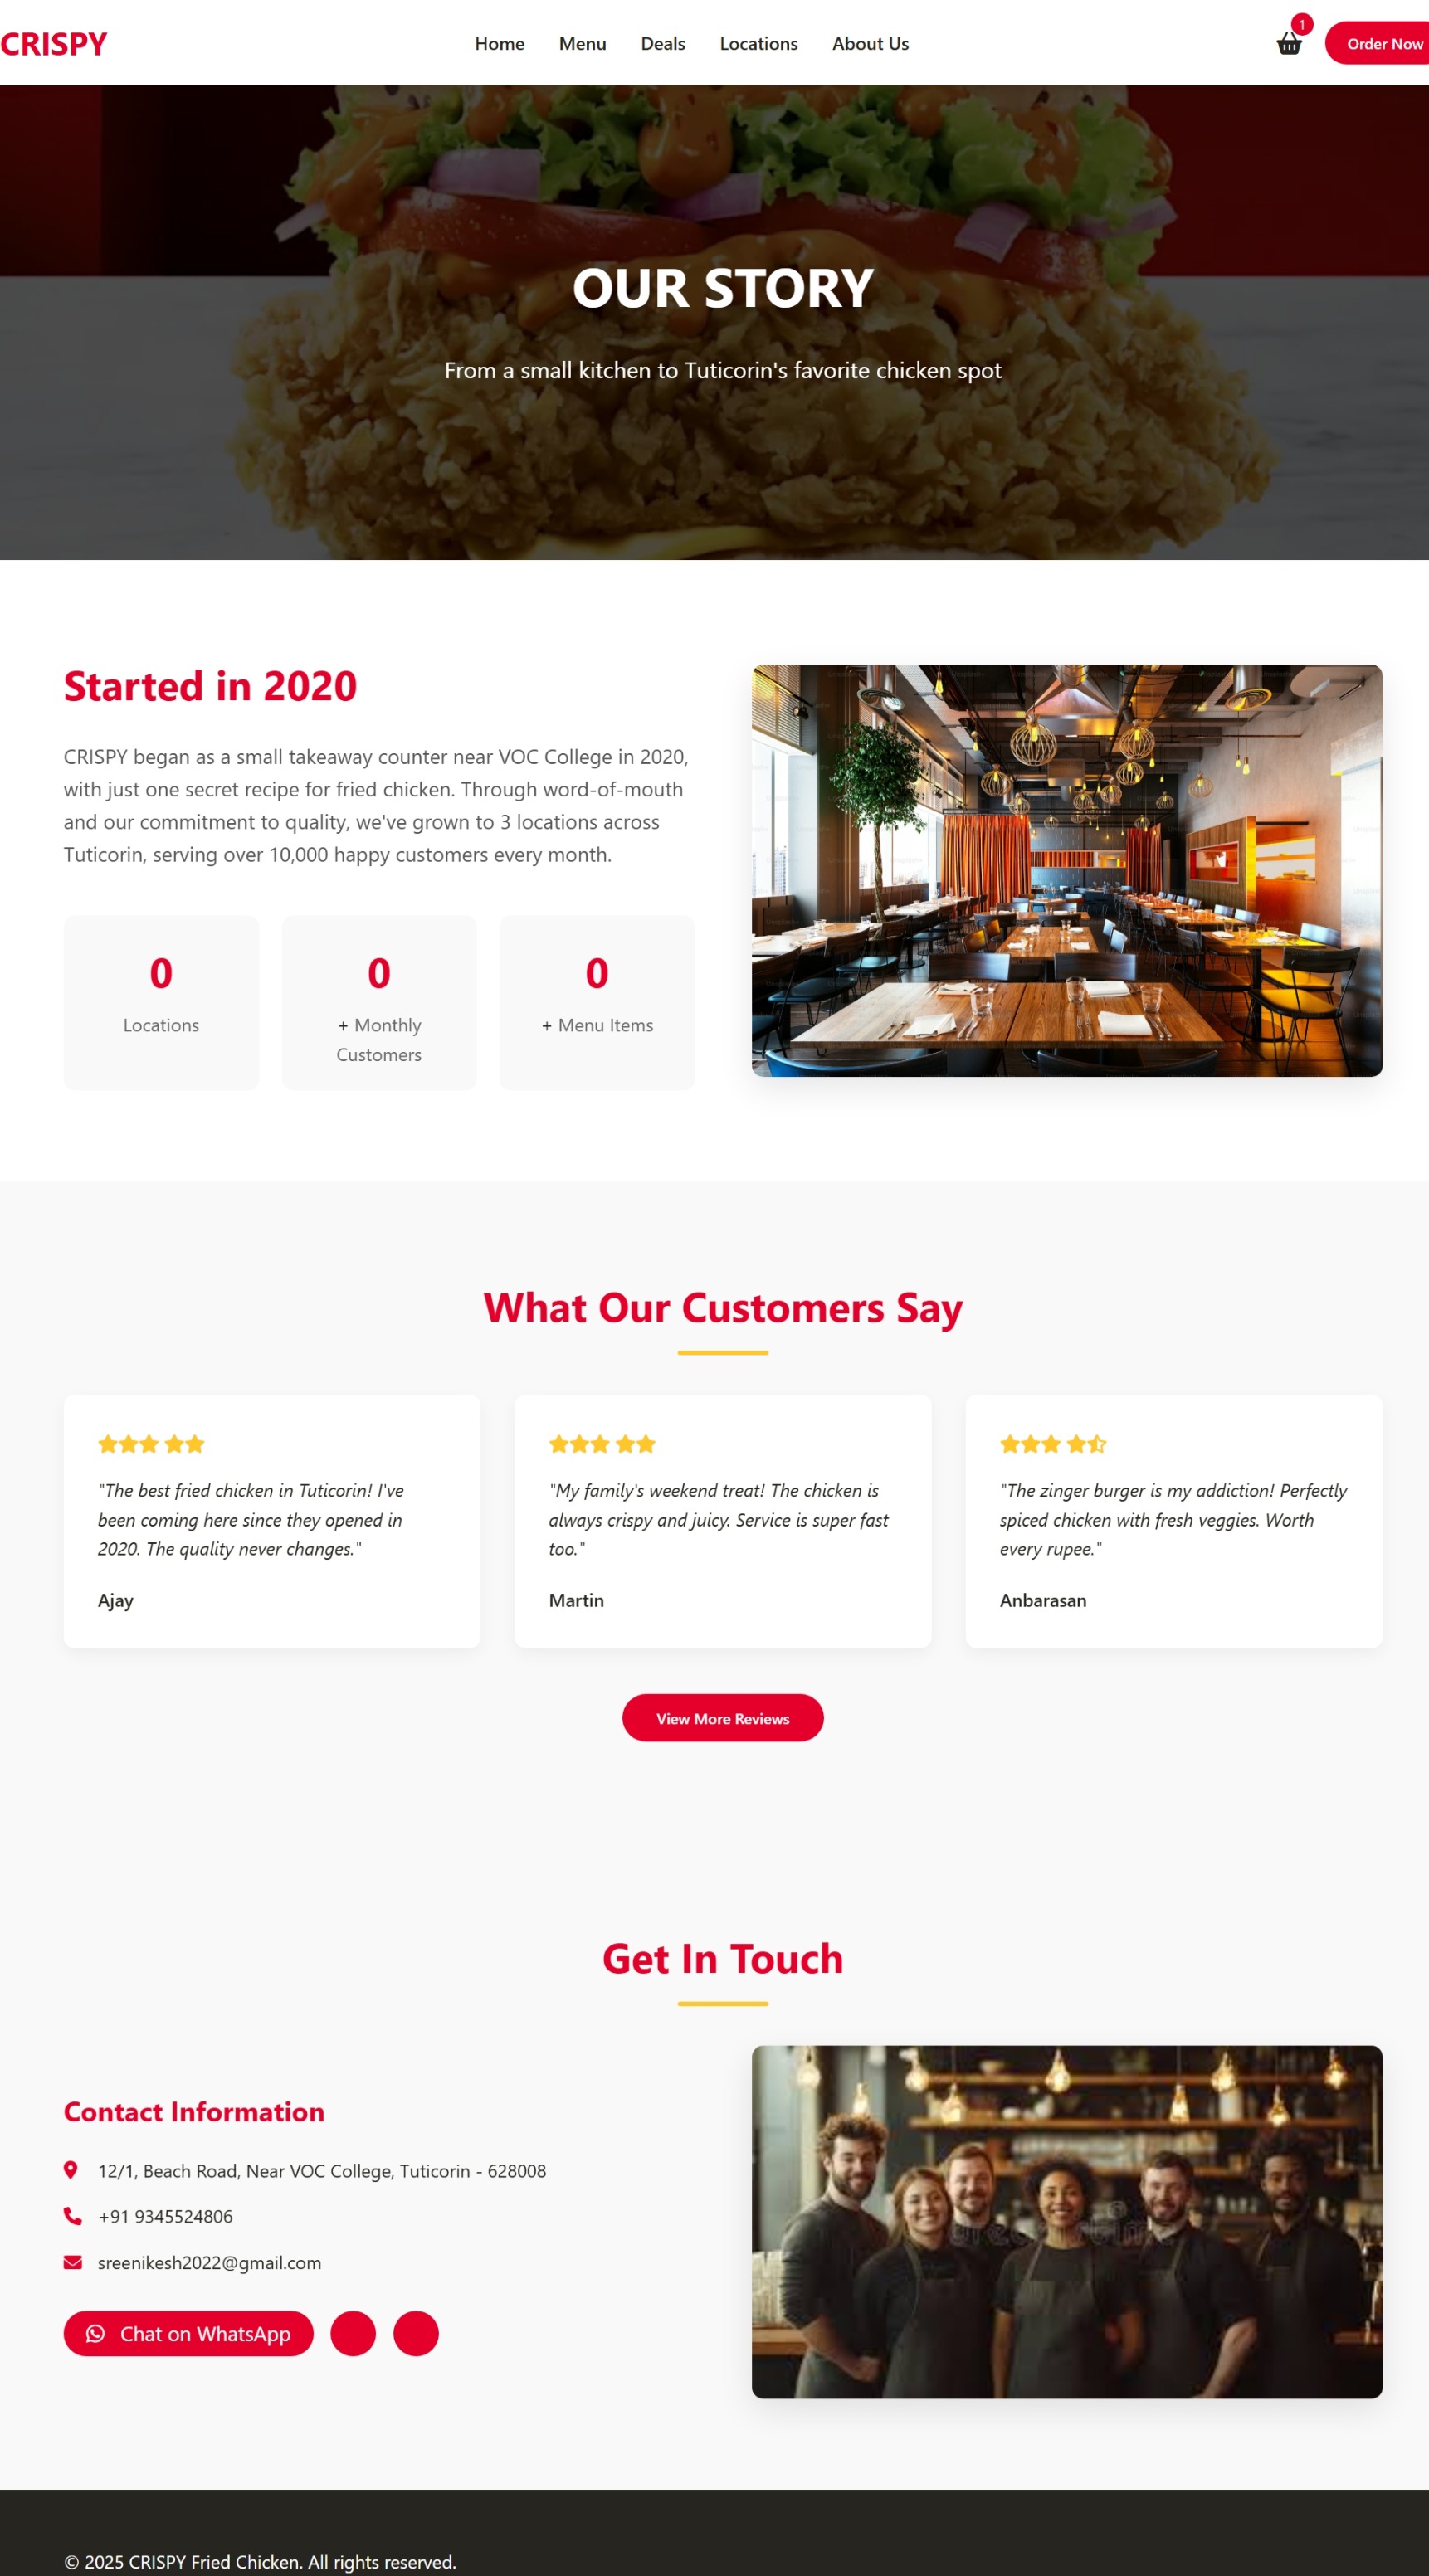 CRISPY
Home Menu Deals Locations About Us
1
Order Now
OUR STORY
From a small kitchen to Tuticorin's favorite chicken spot
Started in 2020
CRISPY began as a small takeaway counter near VOC College in 2020,
with just one secret recipe for fried chicken. Through word-of-mouth
and our commitment to quality, we've grown to 3 locations across
Tuticorin, serving over 10,000 happy customers every month.
0
Locations
0
+ Monthly
Customers
0
+ Menu Items
What Our Customers Say
"The best fried chicken in Tuticorin! I've
been coming here since they opened in
2020. The quality never changes."
Ajay
"My family's weekend treat! The chicken is
always crispy and juicy. Service is super fast
too."
Martin
"The zinger burger is my addiction! Perfectly
spiced chicken with fresh veggies. Worth
every rupee."
Anbarasan
View More Reviews
Get In Touch
Contact Information
12/1, Beach Road, Near VOC College, Tuticorin - 628008
+91 9345524806
sreenikesh2022@gmail.com
Chat on WhatsApp
dreamstime
© 2025 CRISPY Fried Chicken. All rights reserved.